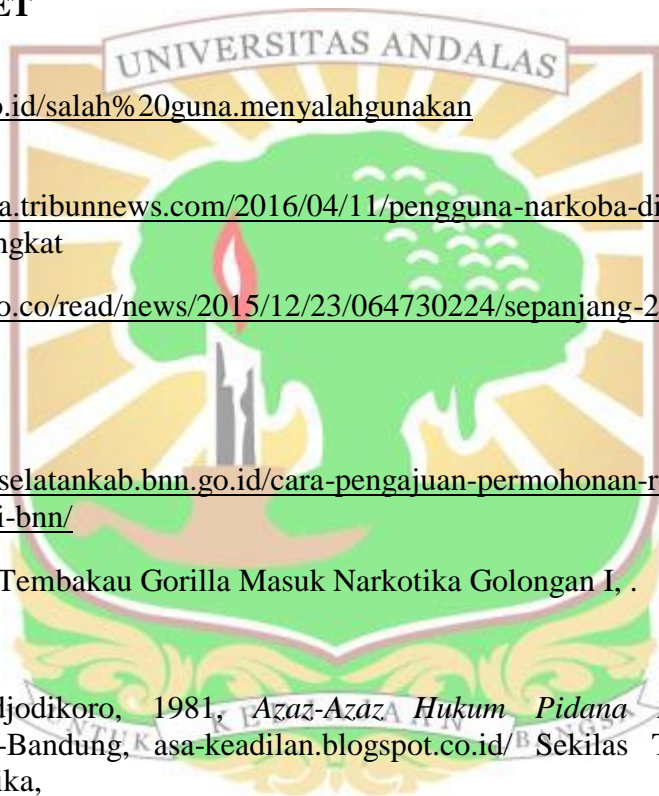 ET
UNIVERSITAS ANDALAS
o.id/salah%20guna.menyalahgunakan
a.tribunnews.com/2016/04/11/pengguna-narkoba-di
ngkat
o.co/read/news/2015/12/23/064730224/sepanjang-2
selatankab.bnn.go.id/cara-pengajuan-permohonan-r
i-bnn/
Tembakau Gorilla Masuk Narkotika Golongan I, .
djodikoro, 1981, Azaz-Azaz Hukum Pidana
-Bandung, asa-keadilan.blogspot.co.id/ Sekilas T
ika,